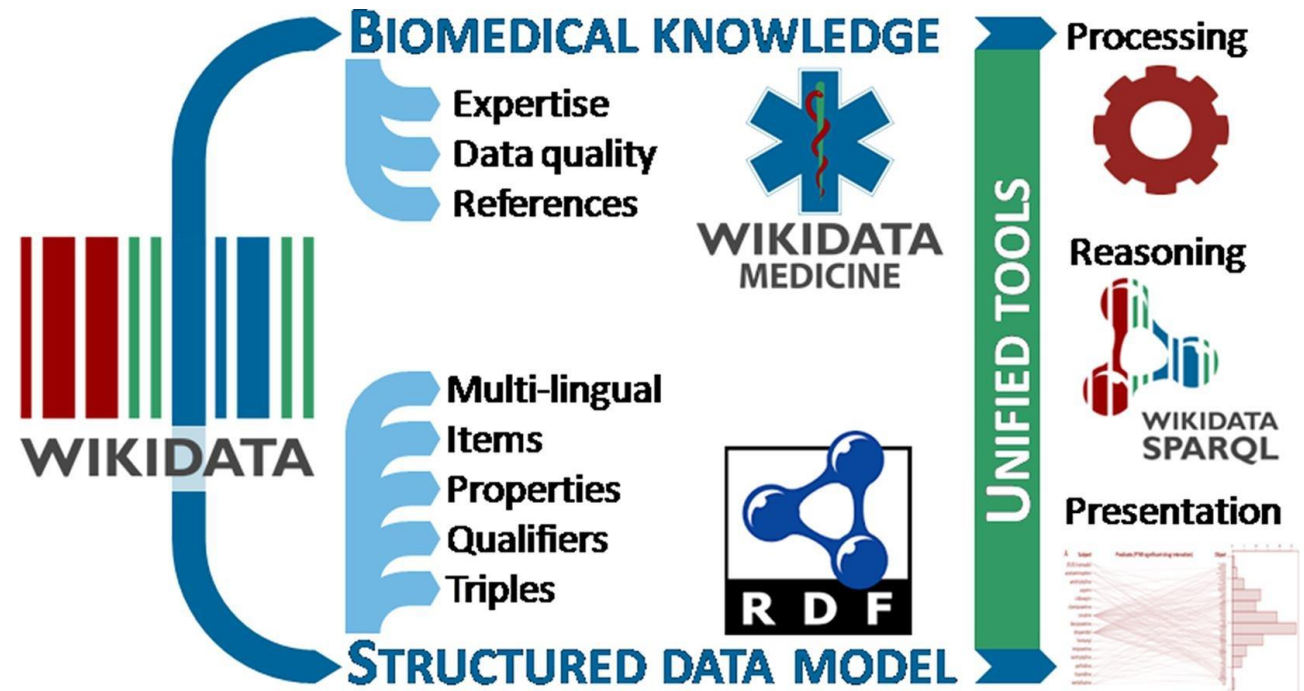 BIOMEDICAL KNOWLEDGE
Expertise
Data quality
References
WIKIDATA
MEDICINE
WIKIDATA
Multi-lingual
Items
Properties
Qualifiers
Triples
RDF
STRUCTURED DATA MODEL
UNIFIED TOOLS
Processing
Reasoning
WIKIDATA
SPARQL
Presentation